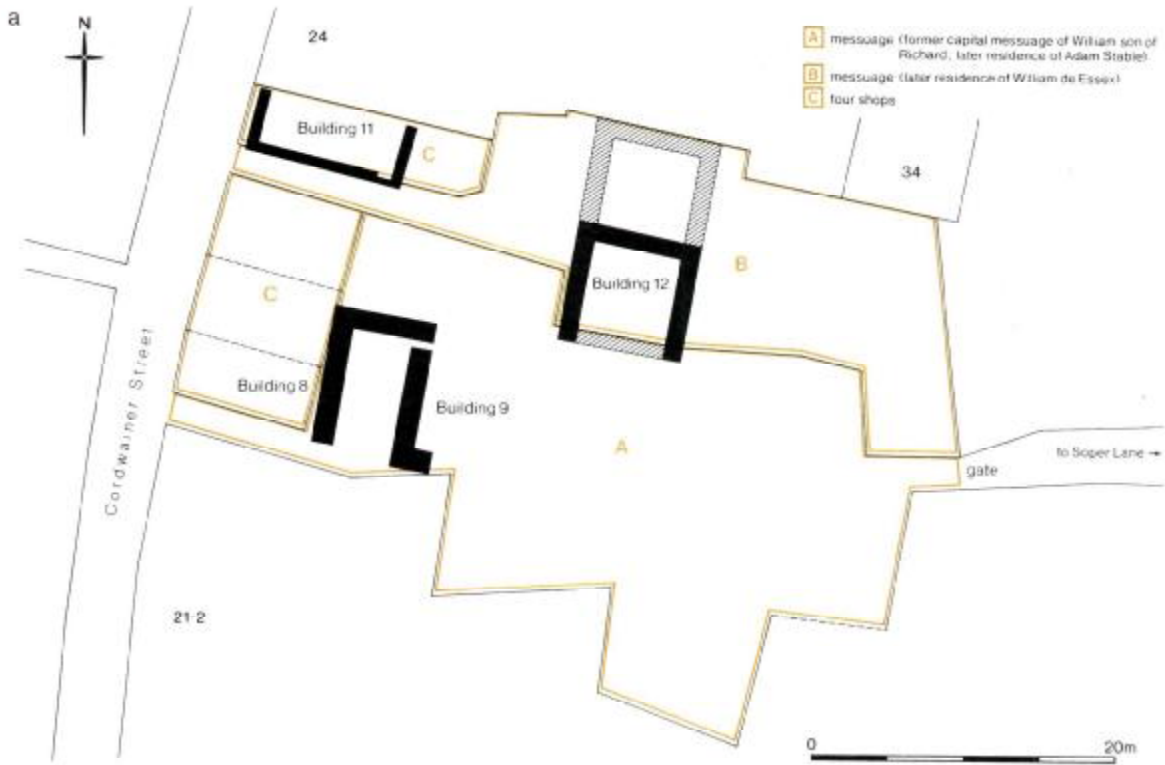 a
N
24
A messuage (former capital messuage of William son of
Richard, later residence of Adam Stable)
B messuage (later residence of William de Essex)
C four shops
Building 11
C
34
B
Building 12
C
Building 8
Building 9
A
Cordwainer Street
to Soper Lane →
gate
21-2
0 20m